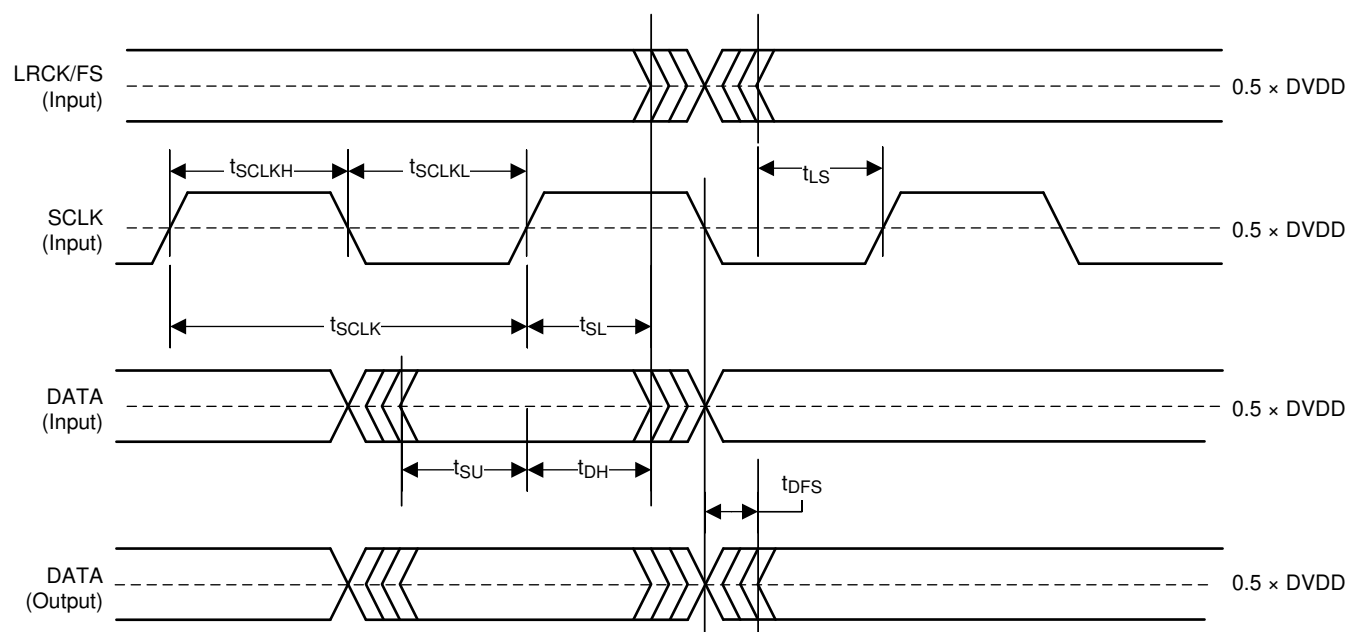 LRCK/FS
(Input)
0.5 × DVDD
tSCLKH
tSCLKL
tLS
SCLK
(Input)
0.5 × DVDD
tSCLK
tSL
DATA
(Input)
0.5 × DVDD
tSU
tDH
tDFS
DATA
(Output)
0.5 × DVDD